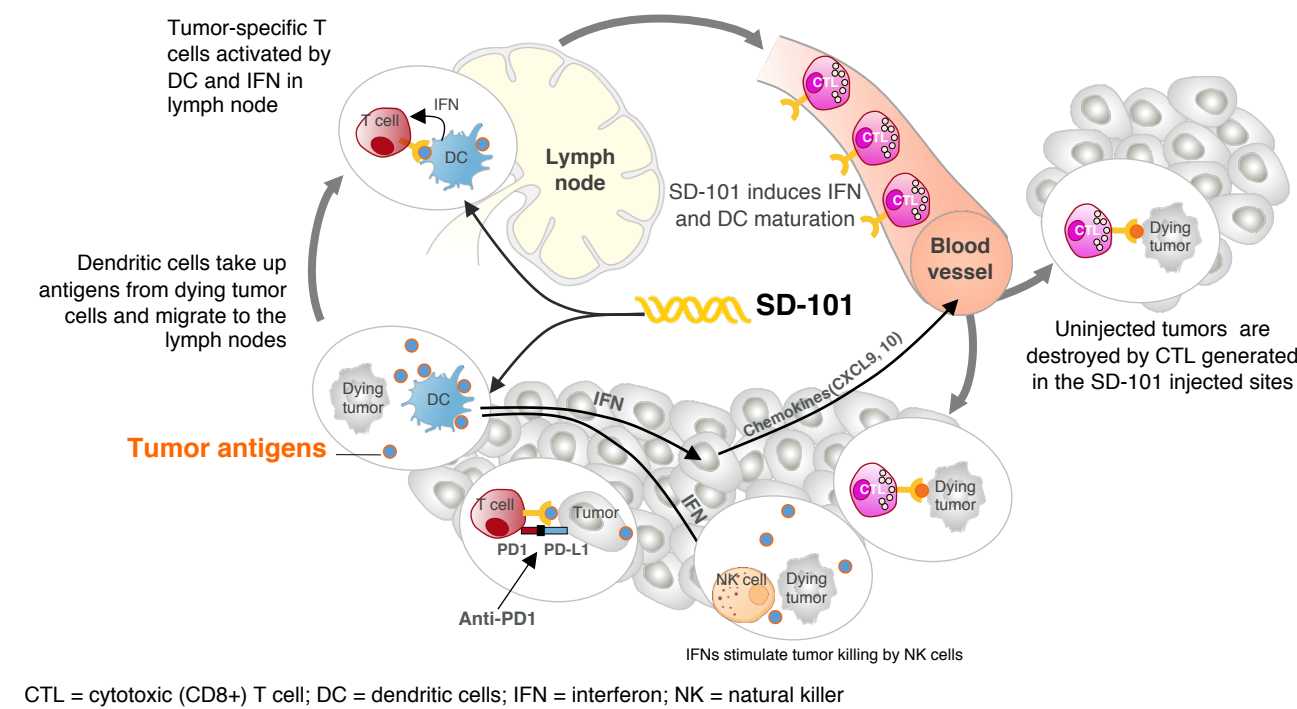 Tumor-specific T
cells activated by
DC and IFN in
lymph node
IFN
T cell
DC
Lymph
node
CTL
CTL
CTL
SD-101 induces IFN
and DC maturation
Blood
vessel
CTL
Dying
tumor
Uninjected tumors are
destroyed by CTL generated
in the SD-101 injected sites
Dendritic cells take up
antigens from dying tumor
cells and migrate to the
lymph nodes
SD-101
Dying
tumor
DC
Tumor antigens
IFN
Chemokines(CXCL9, 10)
IFN
T cell
Tumor
PD1
PD-L1
Anti-PD1
CTL
Dying
tumor
NK cell
Dying
tumor
IFNs stimulate tumor killing by NK cells
CTL = cytotoxic (CD8+) T cell; DC = dendritic cells; IFN = interferon; NK = natural killer